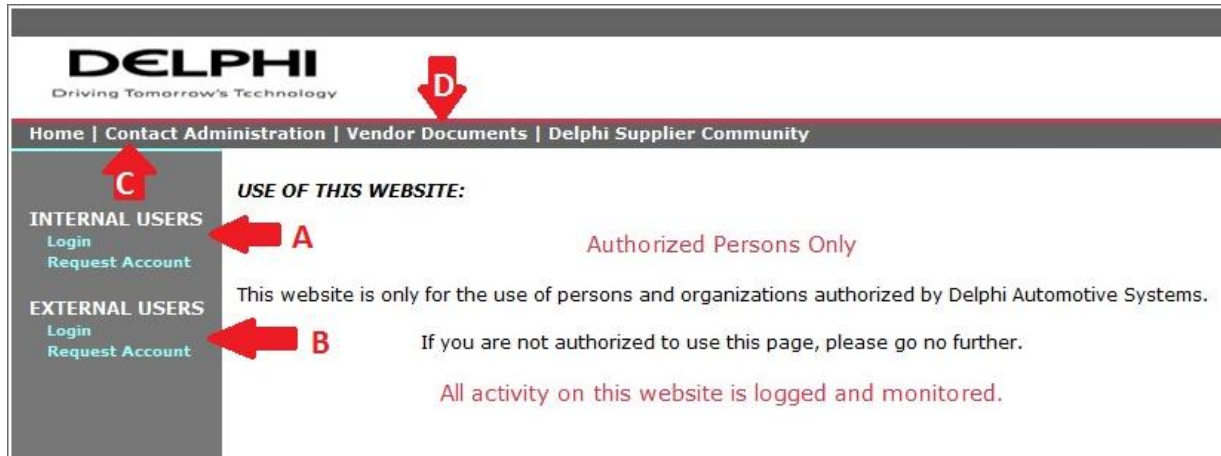 DELPHI
Driving Tomorrow's Technology
D
Home | Contact Administration | Vendor Documents | Delphi Supplier Community
C
USE OF THIS WEBSITE:
INTERNAL USERS
Login
Request Account
A
Authorized Persons Only
This website is only for the use of persons and organizations authorized by Delphi Automotive Systems.
EXTERNAL USERS
Login
Request Account
B
If you are not authorized to use this page, please go no further.
All activity on this website is logged and monitored.